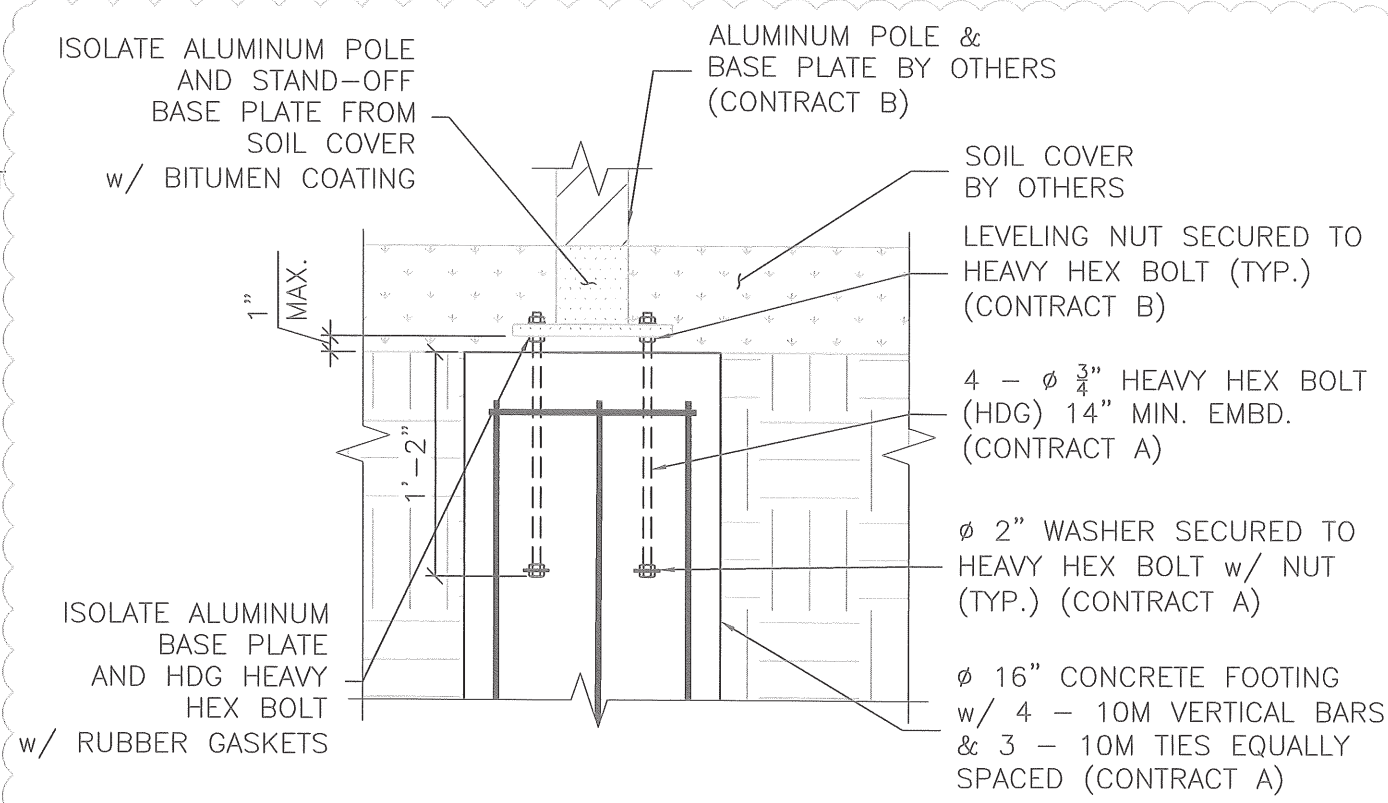 ISOLATE ALUMINUM POLE
AND STAND-OFF
BASE PLATE FROM
SOIL COVER
w/ BITUMEN COATING
ALUMINUM POLE &
BASE PLATE BY OTHERS
(CONTRACT B)
SOIL COVER
BY OTHERS
LEVELING NUT SECURED TO
HEAVY HEX BOLT (TYP.)
(CONTRACT B)
1"
MAX.
4 - ø 3/4" HEAVY HEX BOLT
(HDG) 14" MIN. EMBD.
(CONTRACT A)
1'-2"
ø 2" WASHER SECURED TO
HEAVY HEX BOLT w/ NUT
(TYP.) (CONTRACT A)
ISOLATE ALUMINUM
BASE PLATE
AND HDG HEAVY
HEX BOLT
w/ RUBBER GASKETS
ø 16" CONCRETE FOOTING
w/ 4 - 10M VERTICAL BARS
& 3 - 10M TIES EQUALLY
SPACED (CONTRACT A)